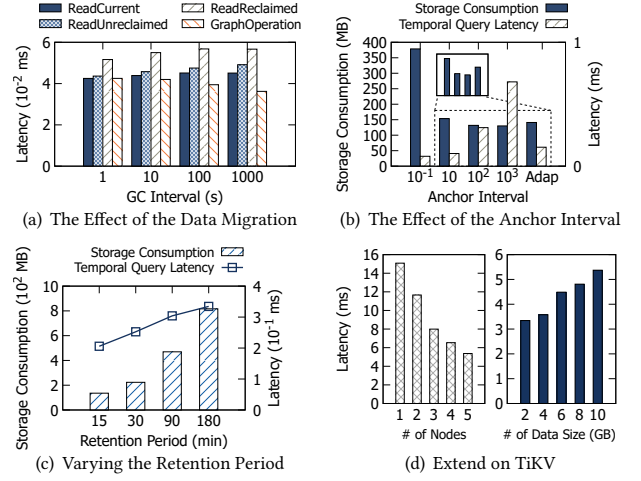 ReadCurrent ReadReclaimed
ReadUnreclaimed GraphOperation
Latency (10⁻² ms)
6
4
2
0
1 10 100 1000
GC Interval (s)
(a) The Effect of the Data Migration
Storage Consumption
Temporal Query Latency
Storage Consumption (MB)
400
350
300
250
200
150
100
50
0
1
0
Latency (ms)
10⁻¹ 10 10² 10³ Adap
Anchor Interval
(b) The Effect of the Anchor Interval
Storage Consumption
Temporal Query Latency
Storage Consumption (10² MB)
10
8
6
4
2
0
4
3
2
1
0
Latency (10⁻¹ ms)
15 30 90 180
Retention Period (min)
(c) Varying the Retention Period
Latency (ms)
16
14
12
10
8
6
4
2
0
1 2 3 4 5
# of Nodes
6
5
4
3
2
1
0
2 4 6 8 10
# of Data Size (GB)
(d) Extend on TiKV